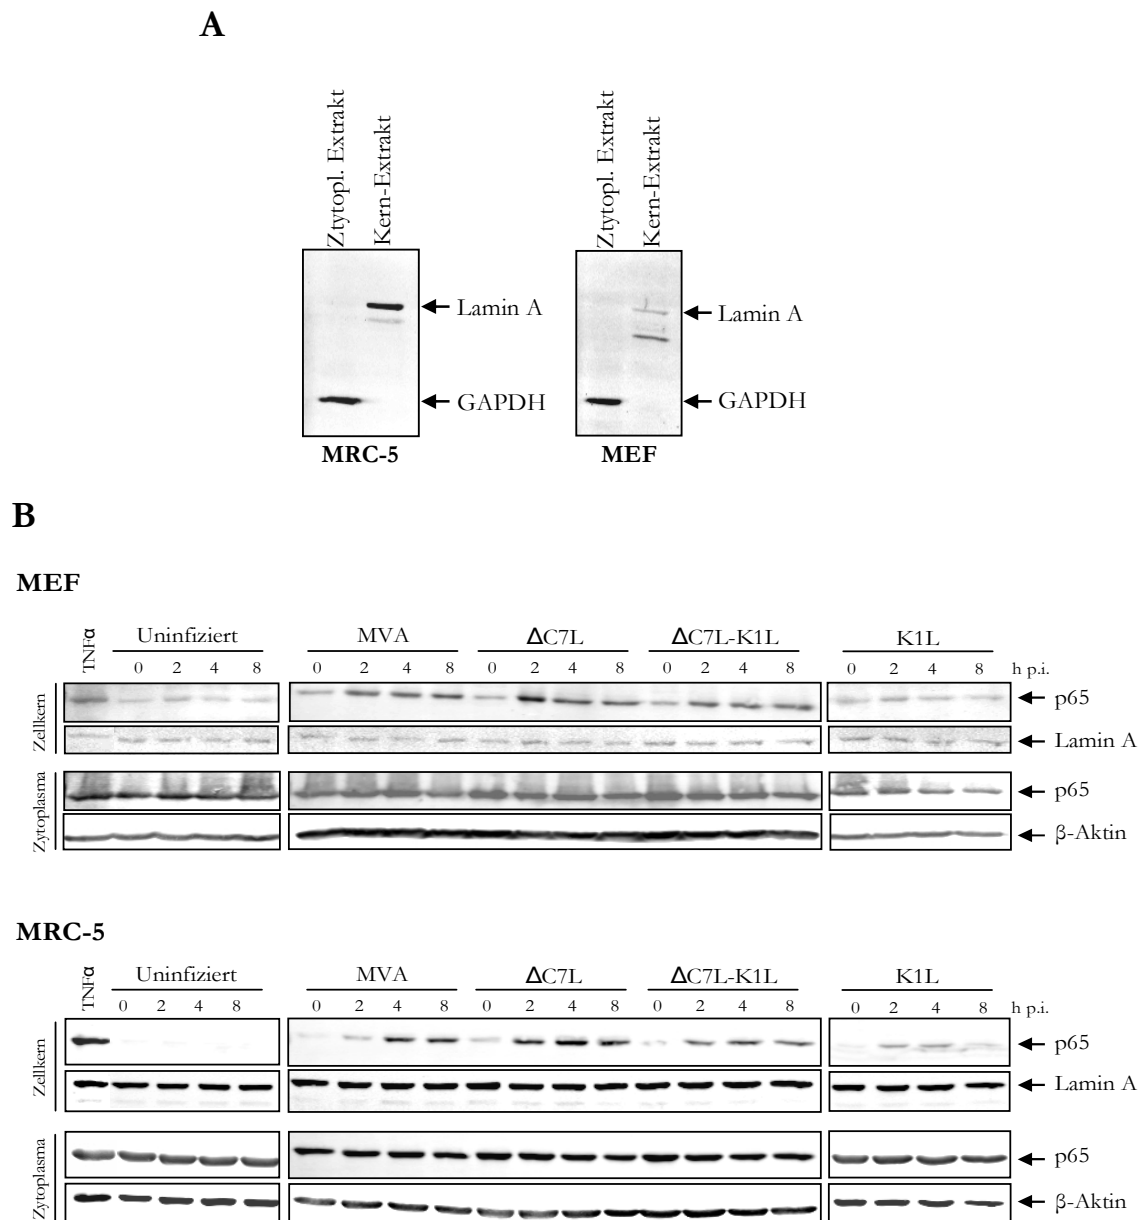 A
Ztytopl. Extrakt
Kern-Extrakt
Ztytopl. Extrakt
Kern-Extrakt
Lamin A
Lamin A
GAPDH
GAPDH
MRC-5
MEF
B
MEF
TNFα
Uninfiziert
MVA
ΔC7L
ΔC7L-K1L
K1L
0 2 4 8 0 2 4 8 0 2 4 8 0 2 4 8 0 2 4 8 h p.i.
Zellkern
p65
Lamin A
Zytoplasma
p65
β-Aktin
MRC-5
TNFα
Uninfiziert
MVA
ΔC7L
ΔC7L-K1L
K1L
0 2 4 8 0 2 4 8 0 2 4 8 0 2 4 8 0 2 4 8 h p.i.
Zellkern
p65
Lamin A
Zytoplasma
p65
β-Aktin